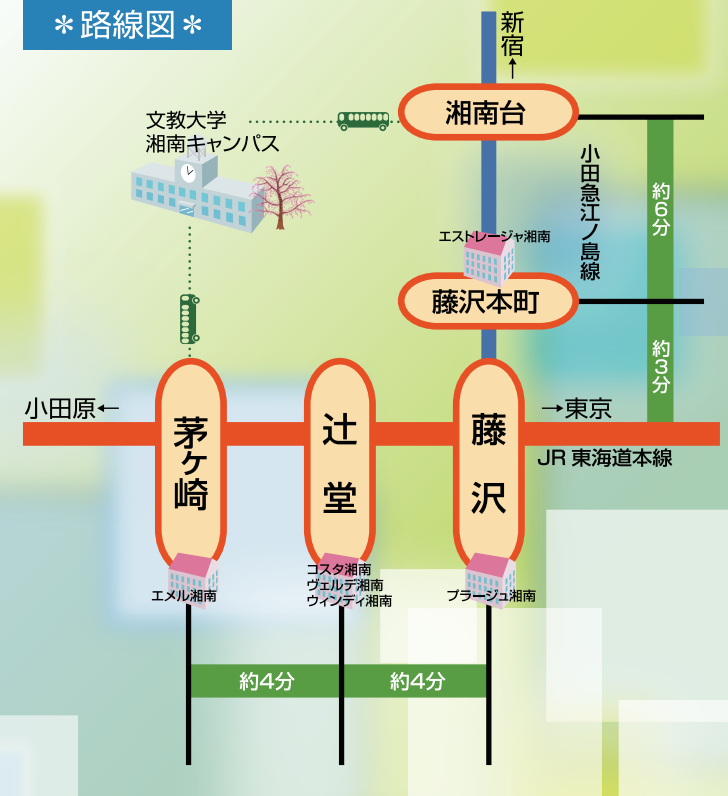 ＊路線図＊
新宿
↑
湘南台
文教大学
湘南キャンパス
小田急江ノ島線
約6分
エストレージャ湘南
藤沢本町
約3分
小田原←
→東京
茅ヶ崎
辻堂
藤沢
JR 東海道本線
エメル湘南
コスタ湘南
ヴェルデ湘南
ウィンディ湘南
プラージュ湘南
約4分
約4分